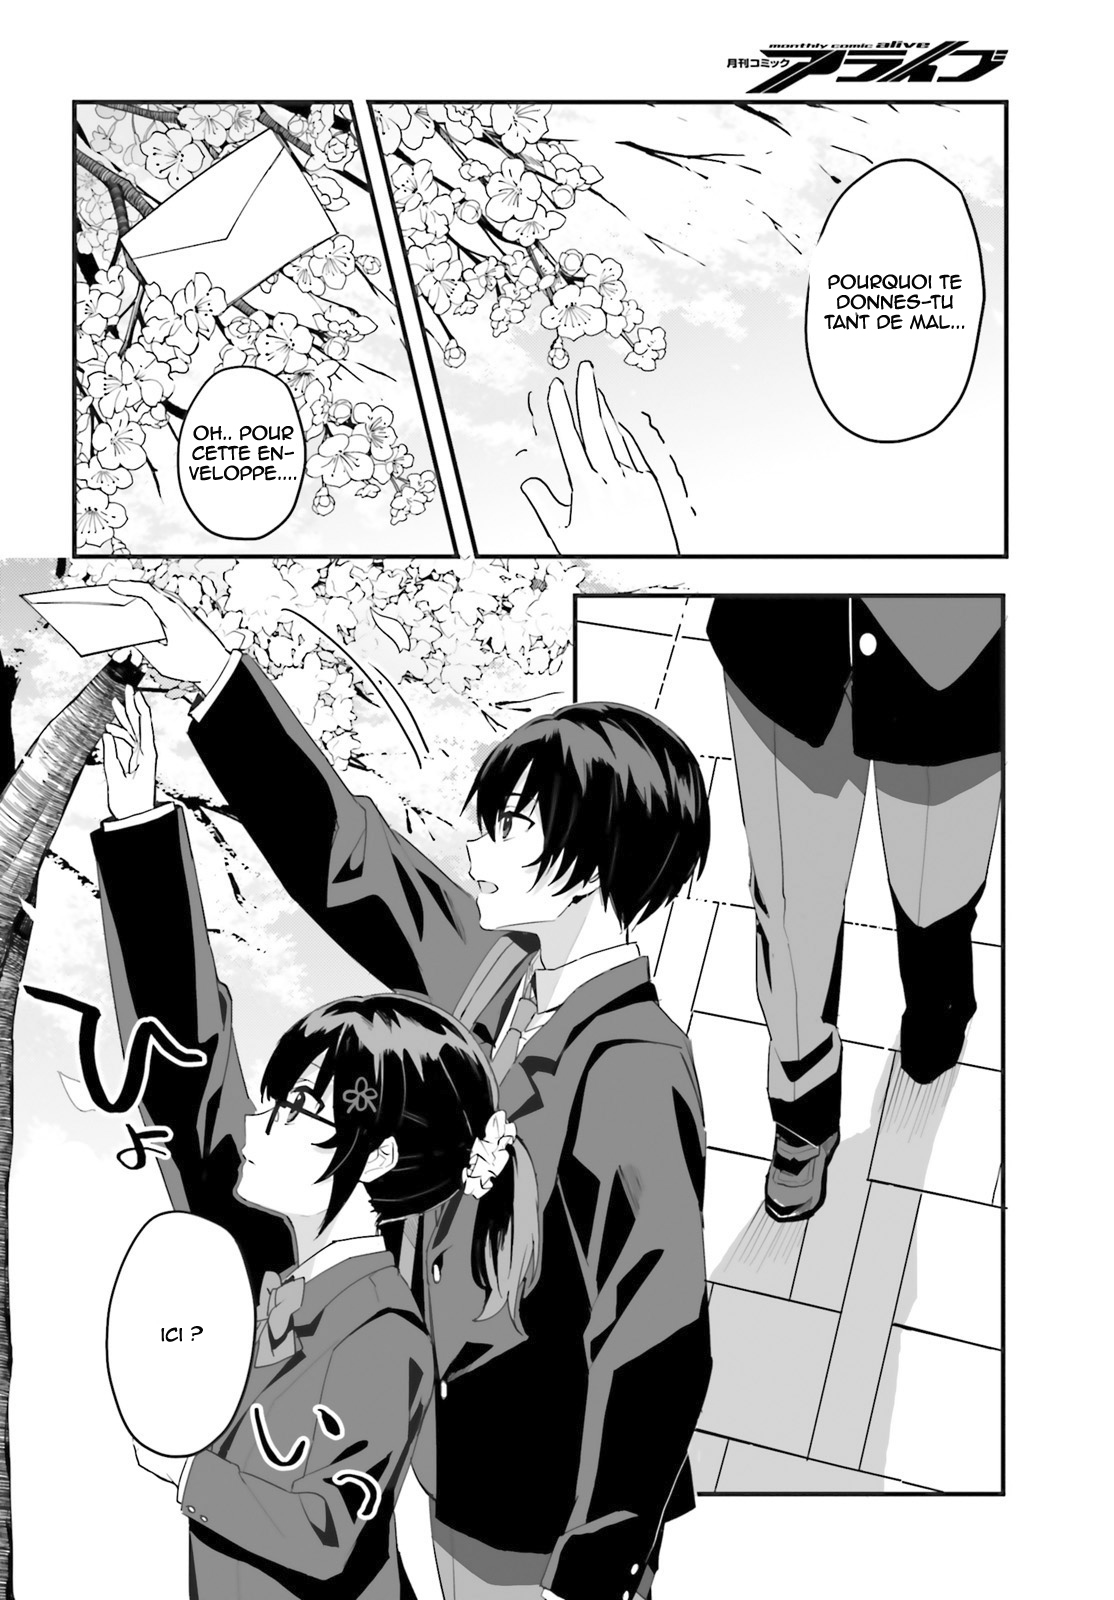 monthly comic alive
月刊コミック アライブ
POURQUOI TE
DONNES-TU
TANT DE MAL...
OH.. POUR
CETTE EN-
VELOPPE....
ひょ
いっ
ICI ?